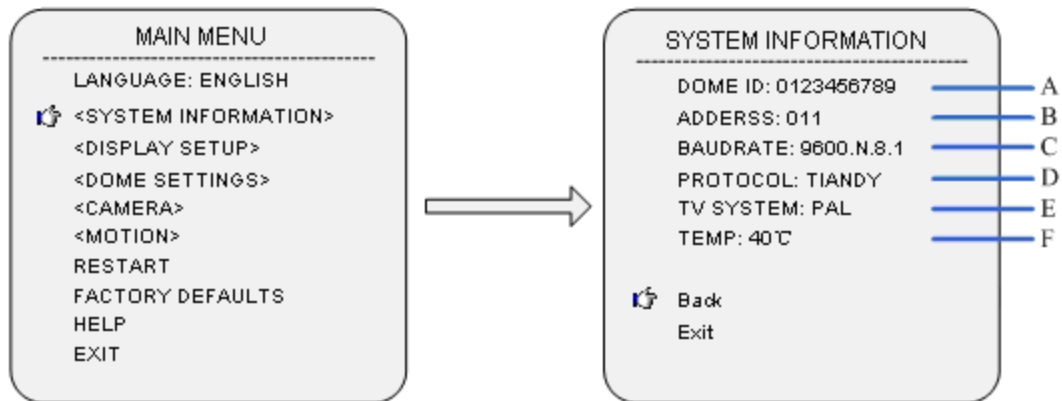 MAIN MENU
LANGUAGE: ENGLISH
<SYSTEM INFORMATION>
<DISPLAY SETUP>
<DOME SETTINGS>
<CAMERA>
<MOTION>
RESTART
FACTORY DEFAULTS
HELP
EXIT
SYSTEM INFORMATION
DOME ID: 0123456789 A
ADDERSS: 011 B
BAUDRATE: 9600.N.8.1 C
PROTOCOL: TIANDY D
TV SYSTEM: PAL E
TEMP: 40℃ F
Back
Exit